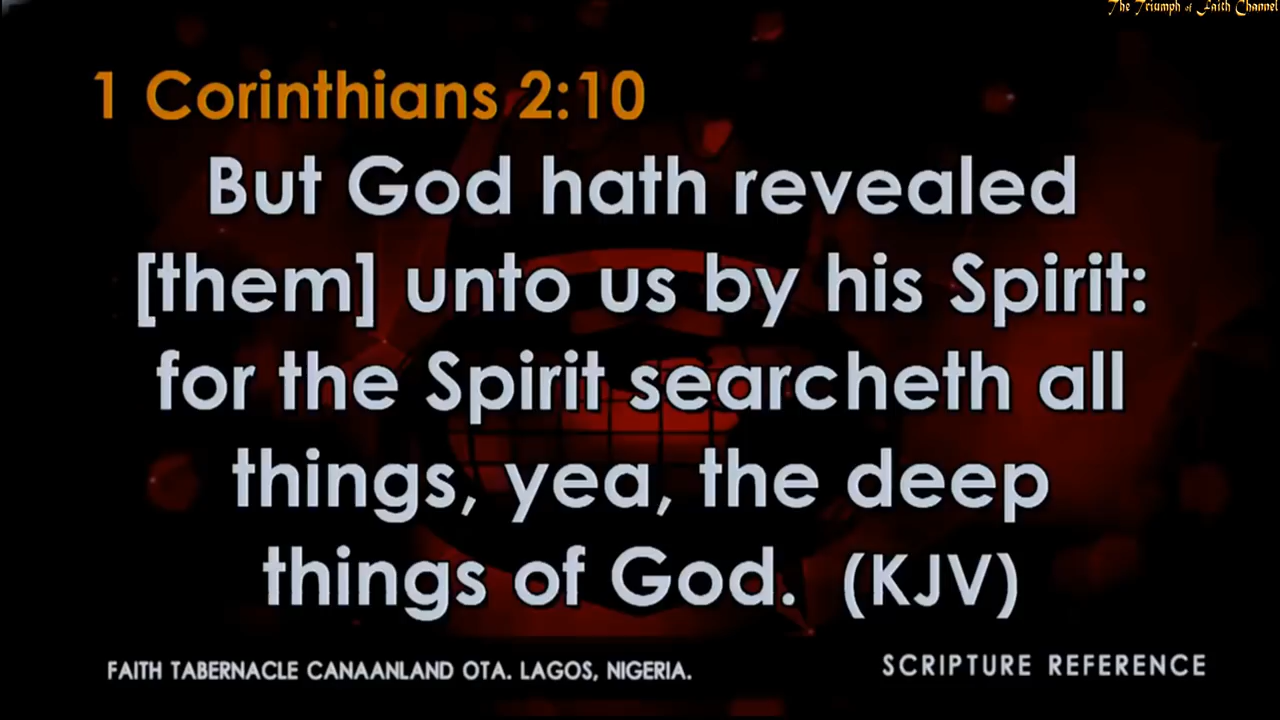 The Triumph of Faith Channel
1 Corinthians 2:10
But God hath revealed
[them] unto us by his Spirit:
for the Spirit searcheth all
things, yea, the deep
things of God. (KJV)
FAITH TABERNACLE CANAANLAND OTA. LAGOS, NIGERIA.
SCRIPTURE REFERENCE